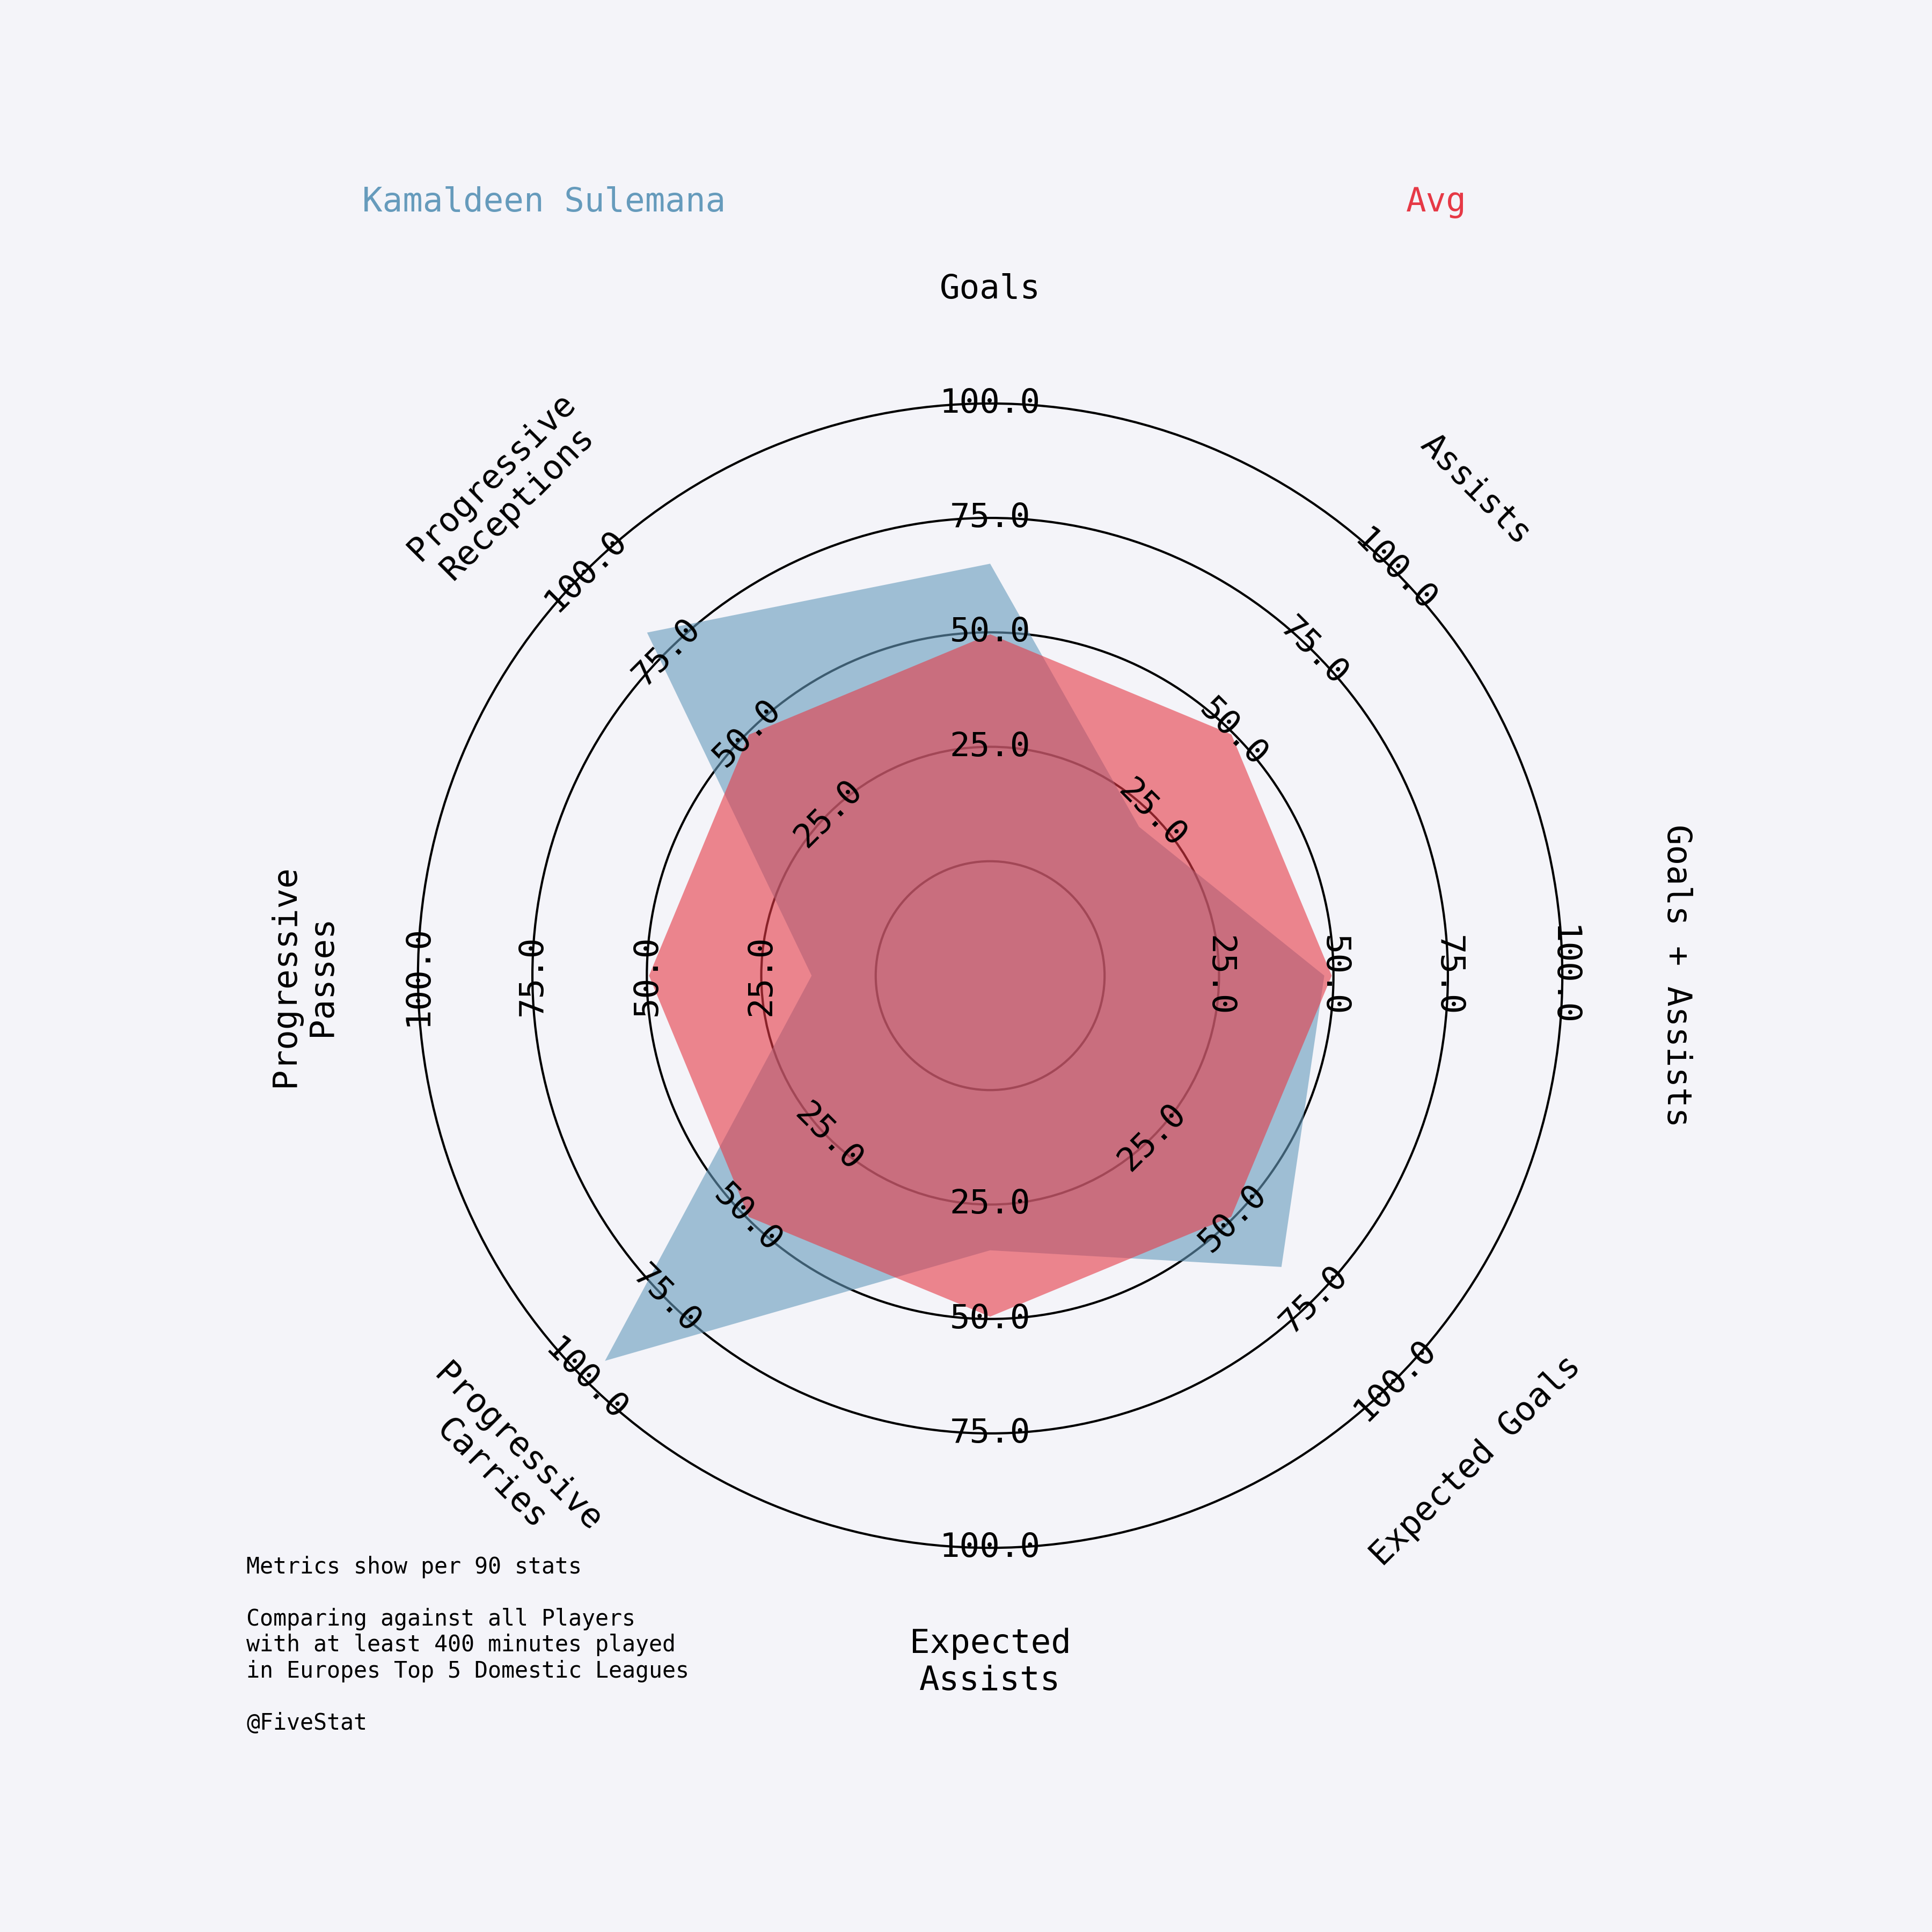 Kamaldeen Sulemana
Avg
Goals
Assists
Goals + Assists
Expected Goals
Expected
Assists
Progressive
Carries
Progressive
Passes
Progressive
Receptions
25.0
50.0
75.0
100.0
25.0
50.0
75.0
100.0
25.0
50.0
75.0
100.0
25.0
50.0
75.0
100.0
25.0
50.0
75.0
100.0
25.0
50.0
75.0
100.0
25.0
50.0
75.0
100.0
25.0
50.0
75.0
100.0
Metrics show per 90 stats
Comparing against all Players
with at least 400 minutes played
in Europes Top 5 Domestic Leagues
@FiveStat